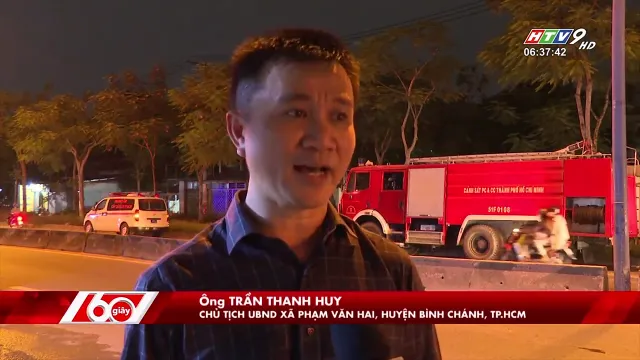 HTV9 HD
06:37:42
CẢNH SÁT PC & CC THÀNH PHỐ HỒ CHÍ MINH
60 giây
Ông TRẦN THANH HUY
CHỦ TỊCH UBND XÃ PHẠM VĂN HAI, HUYỆN BÌNH CHÁNH, TP.HCM